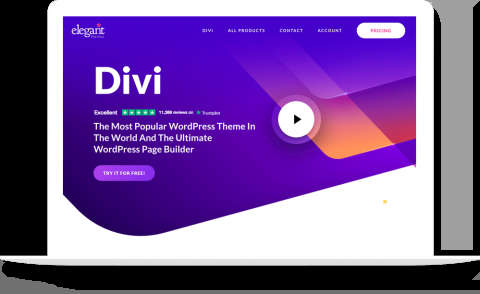 elegant
themes
DIVI
ALL PRODUCTS
CONTACT
ACCOUNT
PRICING
Divi
Excellent 11,388 reviews on Trustpilot
The Most Popular WordPress Theme In
The World And The Ultimate
WordPress Page Builder
TRY IT FOR FREE!